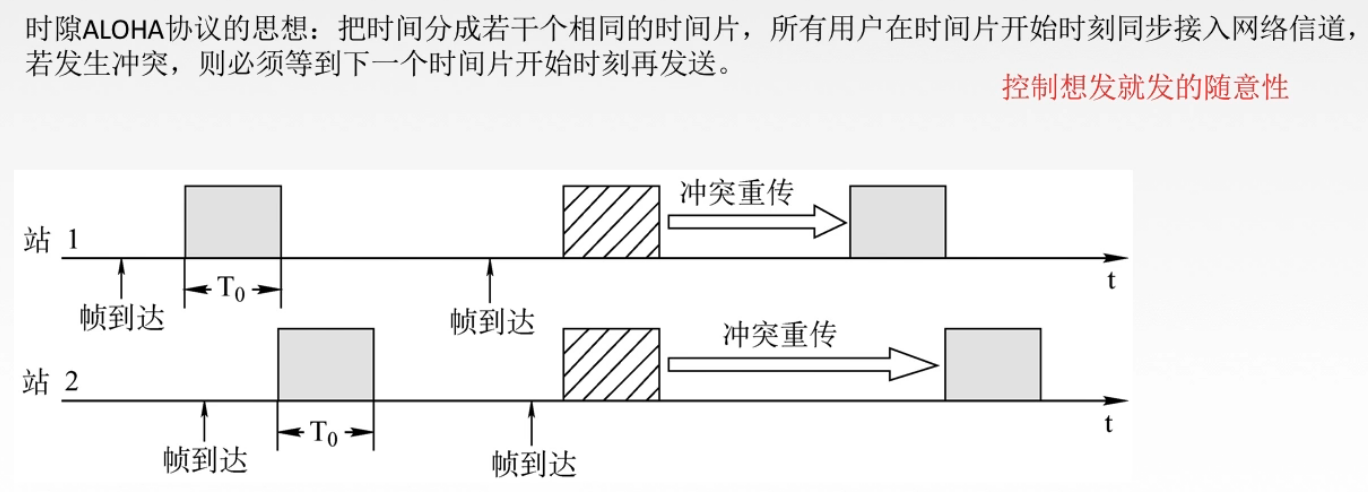 时隙ALOHA协议的思想：把时间分成若干个相同的时间片，所有用户在时间片开始时刻同步接入网络信道，
若发生冲突，则必须等到下一个时间片开始时刻再发送。
控制想发就发的随意性
冲突重传
站 1
T0
t
帧到达
帧到达
冲突重传
站 2
T0
t
帧到达
帧到达